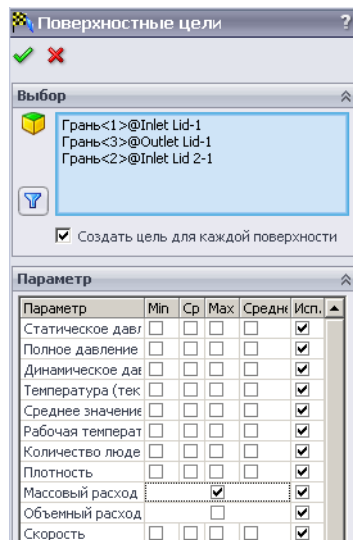 Поверхностные цели ?
Выбор
Грань<1>@Inlet Lid-1
Грань<3>@Outlet Lid-1
Грань<2>@Inlet Lid 2-1
Создать цель для каждой поверхности
Параметр
Параметр Min Ср Max Средне Исп.
Статическое давл
Полное давление
Динамическое дав
Температура (тек
Среднее значение
Рабочая температ
Количество люде
Плотность
Массовый расход
Объемный расход
Скорость